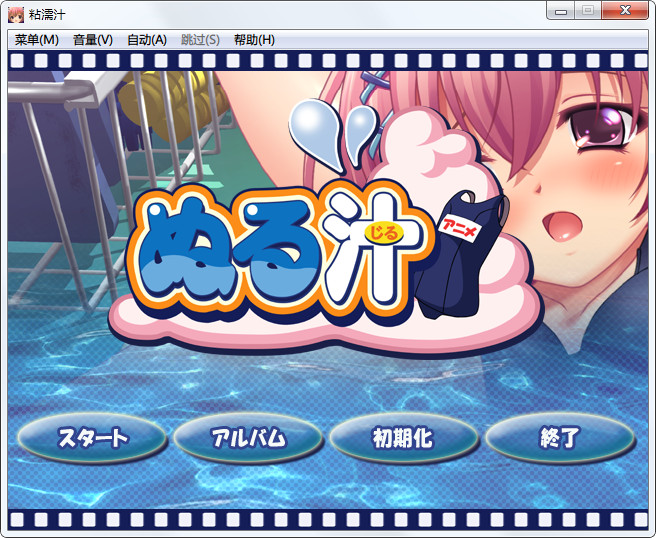 粘濡汁
菜单(M) 音量(V) 自动(A) 跳过(S) 帮助(H)
ぬる汁
じる
アニメ
スタート アルバム 初期化 終了